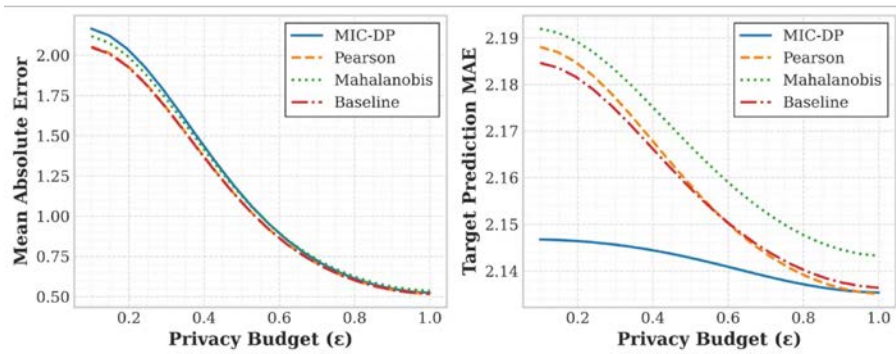 Mean Absolute Error
2.00
1.75
1.50
1.25
1.00
0.75
0.50
0.2
0.4
0.6
0.8
1.0
Privacy Budget (ε)
MIC-DP
Pearson
Mahalanobis
Baseline
Target Prediction MAE
2.19
2.18
2.17
2.16
2.15
2.14
0.2
0.4
0.6
0.8
1.0
Privacy Budget (ε)
MIC-DP
Pearson
Mahalanobis
Baseline